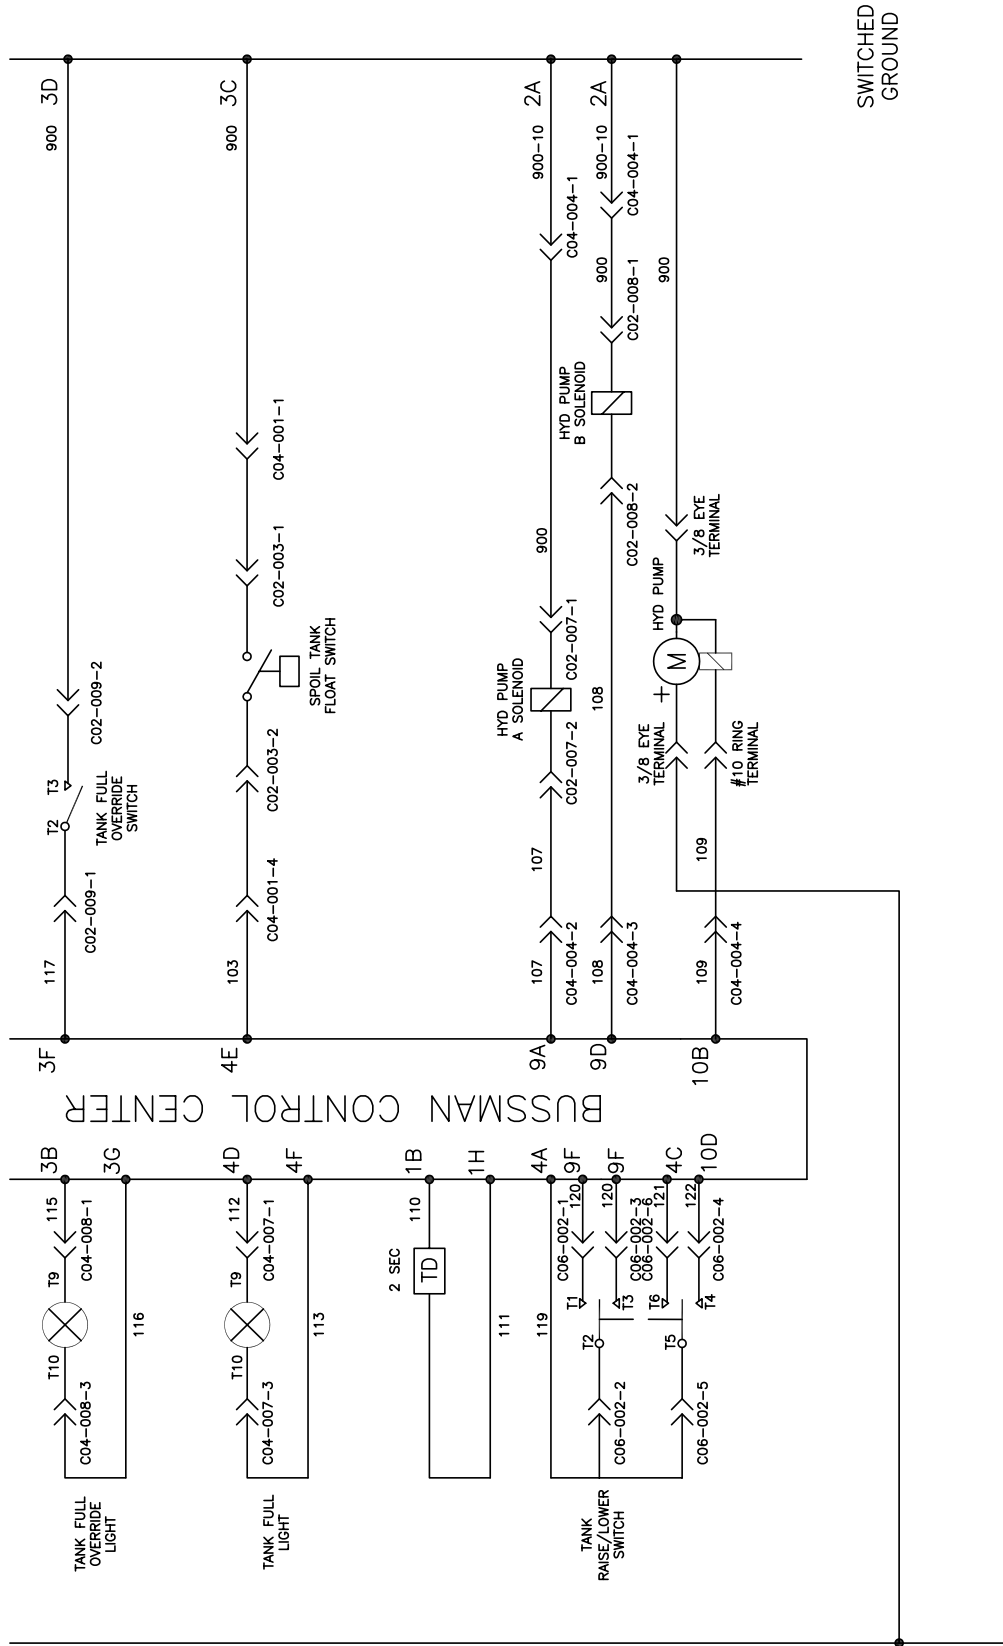 SWITCHED
GROUND
3D
900
C02-009-2
T3
T2
TANK FULL
OVERRIDE
SWITCH
C02-009-1
117
3F
3C
900
C04-001-1
C02-003-1
SPOIL TANK
FLOAT SWITCH
C02-003-2
C04-001-4
103
4E
2A
900-10
C04-004-1
900
C02-007-1
HYD PUMP
A SOLENOID
C02-007-2
107
107
C04-004-2
9A
2A
900-10
C04-004-1
900
C02-008-1
HYD PUMP
B SOLENOID
C02-008-2
108
108
C04-004-3
9D
900
3/8 EYE
TERMINAL
HYD PUMP
M
+
3/8 EYE
TERMINAL
#10 RING
TERMINAL
109
109
C04-004-4
10B
BUSSMAN CONTROL CENTER
3B
115
C04-008-1
T9
T10
C04-008-3
3G
116
TANK FULL
OVERRIDE
LIGHT
4D
112
C04-007-1
T9
T10
C04-007-3
4F
113
TANK FULL
LIGHT
1B
110
2 SEC
TD
1H
111
4A
119
9F
120
C06-002-1
T1
T2
C06-002-2
9F
120
C06-002-3
T3
4C
121
C06-002-6
T6
T5
C06-002-5
10D
122
C06-002-4
T4
TANK
RAISE/LOWER
SWITCH